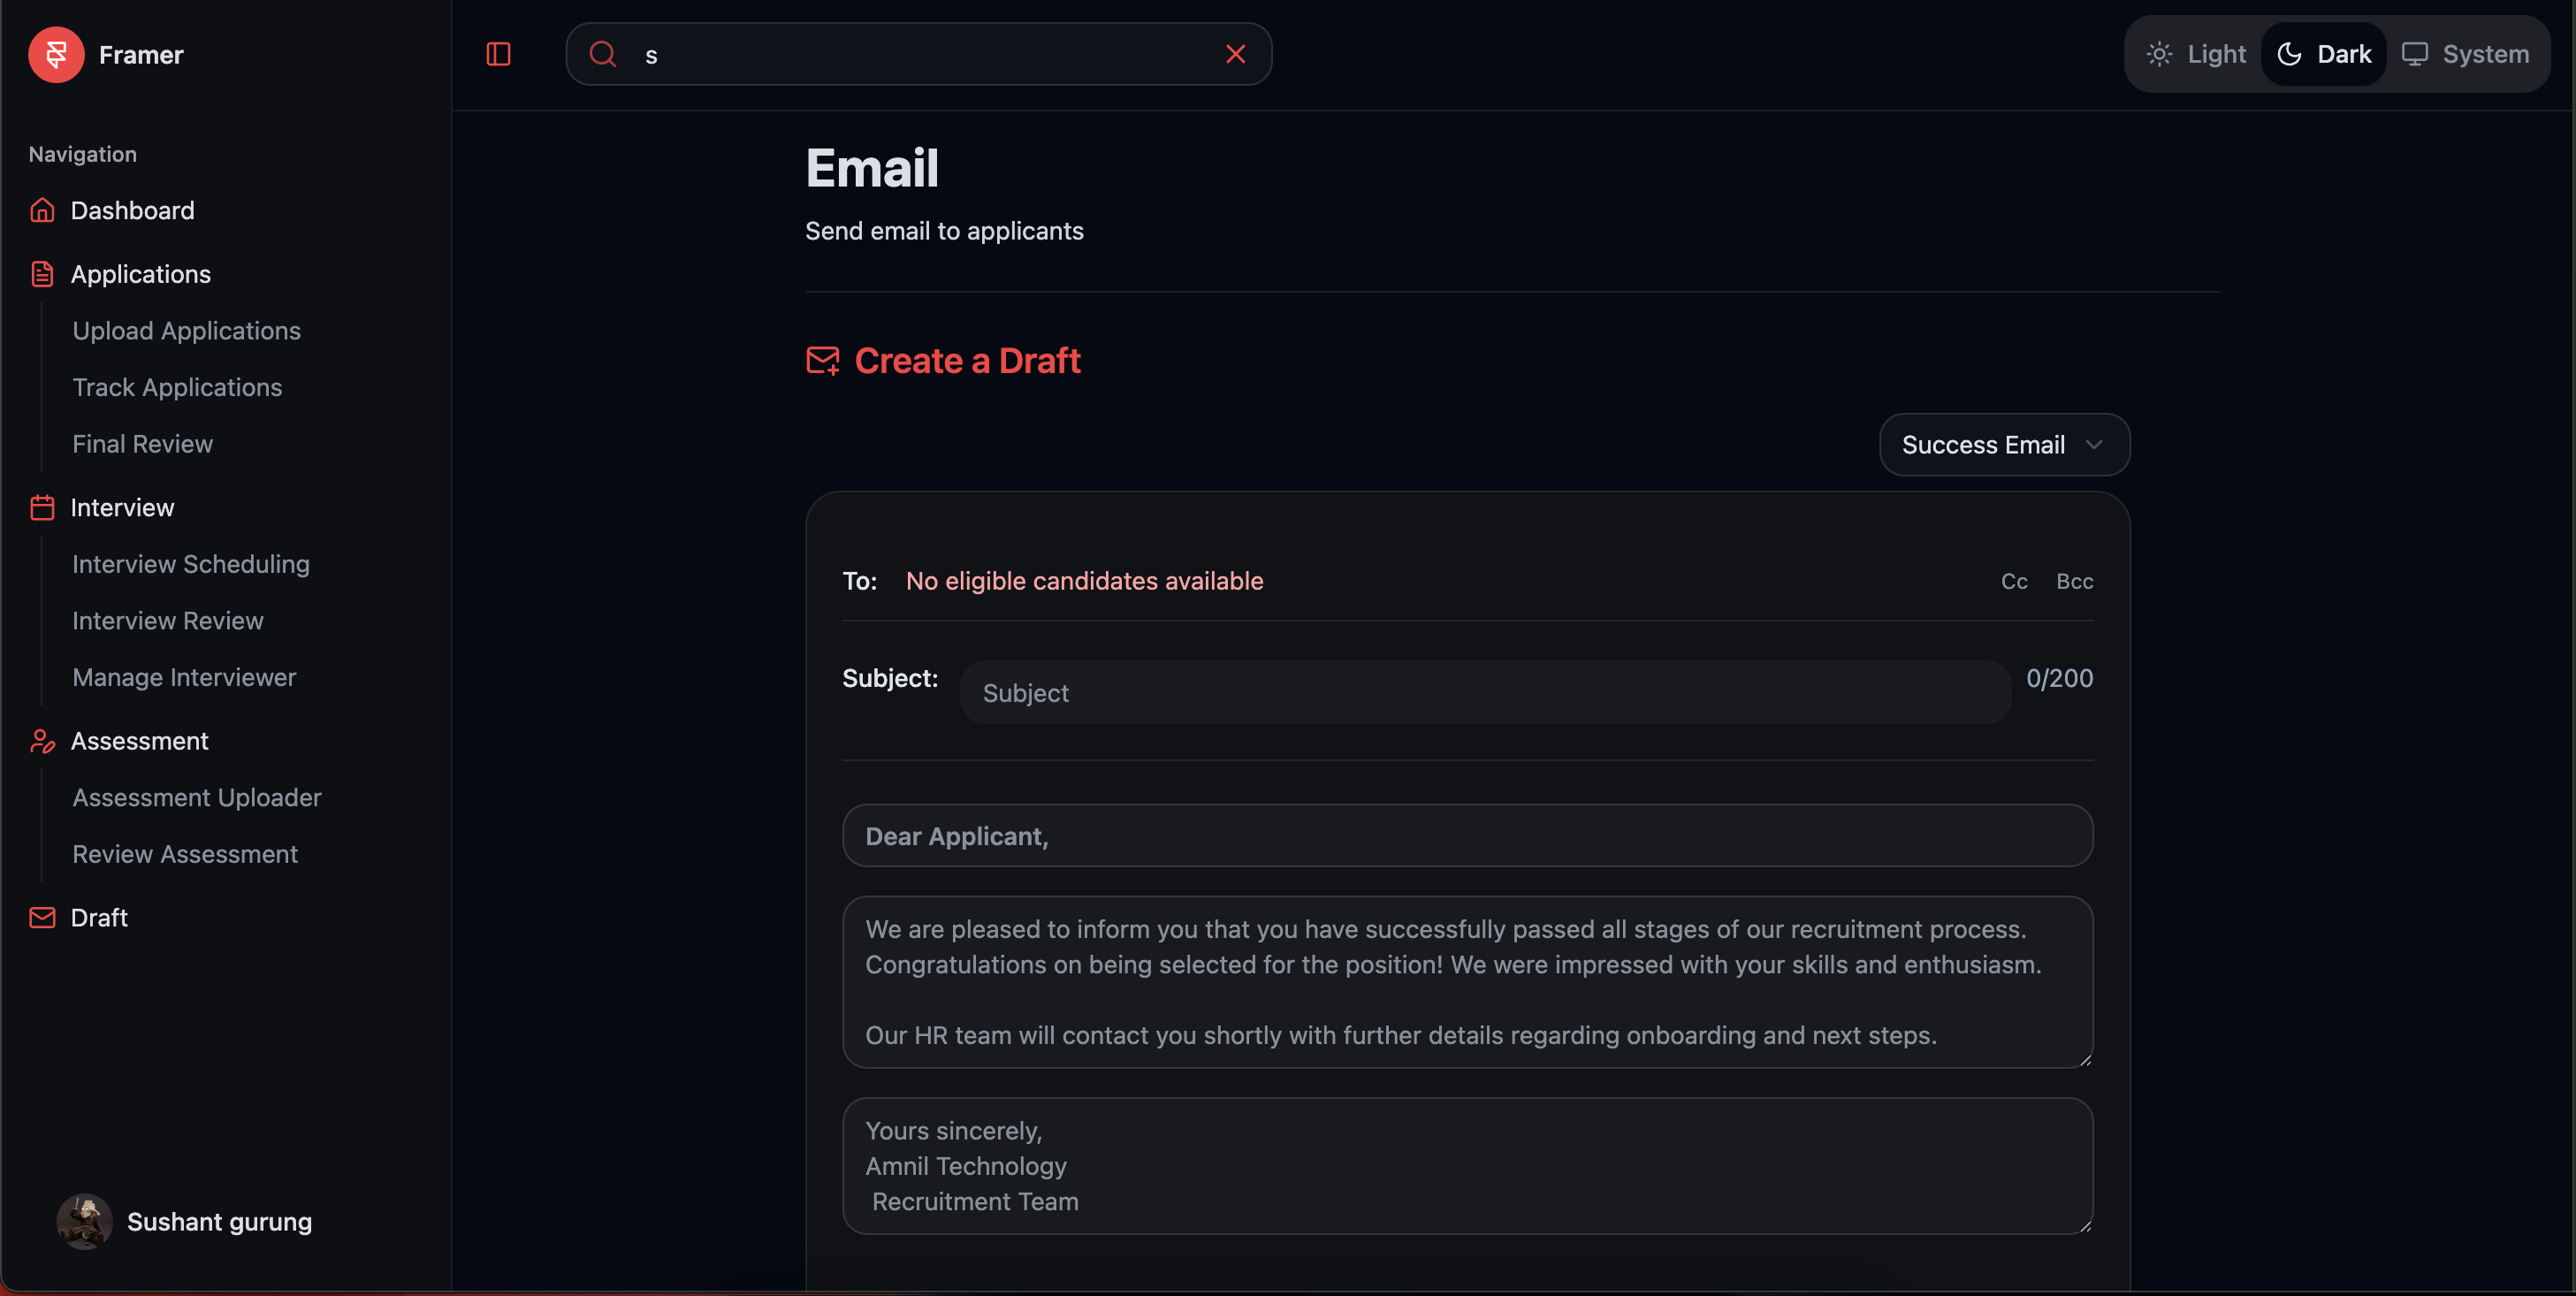 Framer
Navigation
Dashboard
Applications
Upload Applications
Track Applications
Final Review
Interview
Interview Scheduling
Interview Review
Manage Interviewer
Assessment
Assessment Uploader
Review Assessment
Draft
Sushant gurung
s
Light
Dark
System
Email
Send email to applicants
Create a Draft
Success Email
To: No eligible candidates available Cc Bcc
Subject: Subject 0/200
Dear Applicant,
We are pleased to inform you that you have successfully passed all stages of our recruitment process.
Congratulations on being selected for the position! We were impressed with your skills and enthusiasm.
Our HR team will contact you shortly with further details regarding onboarding and next steps.
Yours sincerely,
Amnil Technology
Recruitment Team